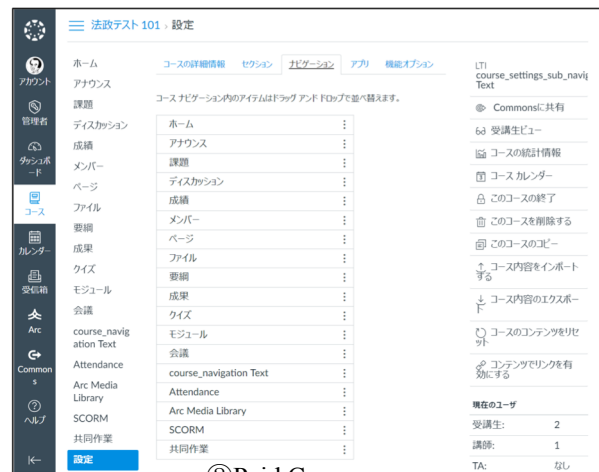 法政テスト 101 › 設定
アカウント
管理者
ダッシュボ
ード
コース
カレンダー
受信箱
Arc
Common
s
ヘルプ
ホーム
アナウンス
課題
ディスカッション
成績
メンバー
ページ
ファイル
要綱
成果
クイズ
モジュール
会議
course_navig
ation Text
Attendance
Arc Media
Library
SCORM
共同作業
設定
コースの詳細情報 セクション ナビゲーション アプリ 機能オプション
コース ナビゲーション内のアイテムはドラッグ アンド ドロップで並べ替えます。
ホーム
アナウンス
課題
ディスカッション
成績
メンバー
ページ
ファイル
要綱
成果
クイズ
モジュール
会議
course_navigation Text
Attendance
Arc Media Library
SCORM
共同作業
LTI
course_settings_sub_navig
Text
Commonsに共有
受講生ビュー
コースの統計情報
コース カレンダー
このコースの終了
このコースを削除する
このコースのコピー
コース内容をインポート
する
コース内容のエクスポー
ト
コースのコンテンツをリセ
ット
コンテンツでリンクを有
効にする
現在のユーザ
受講生: 2
講師: 1
TA: なし